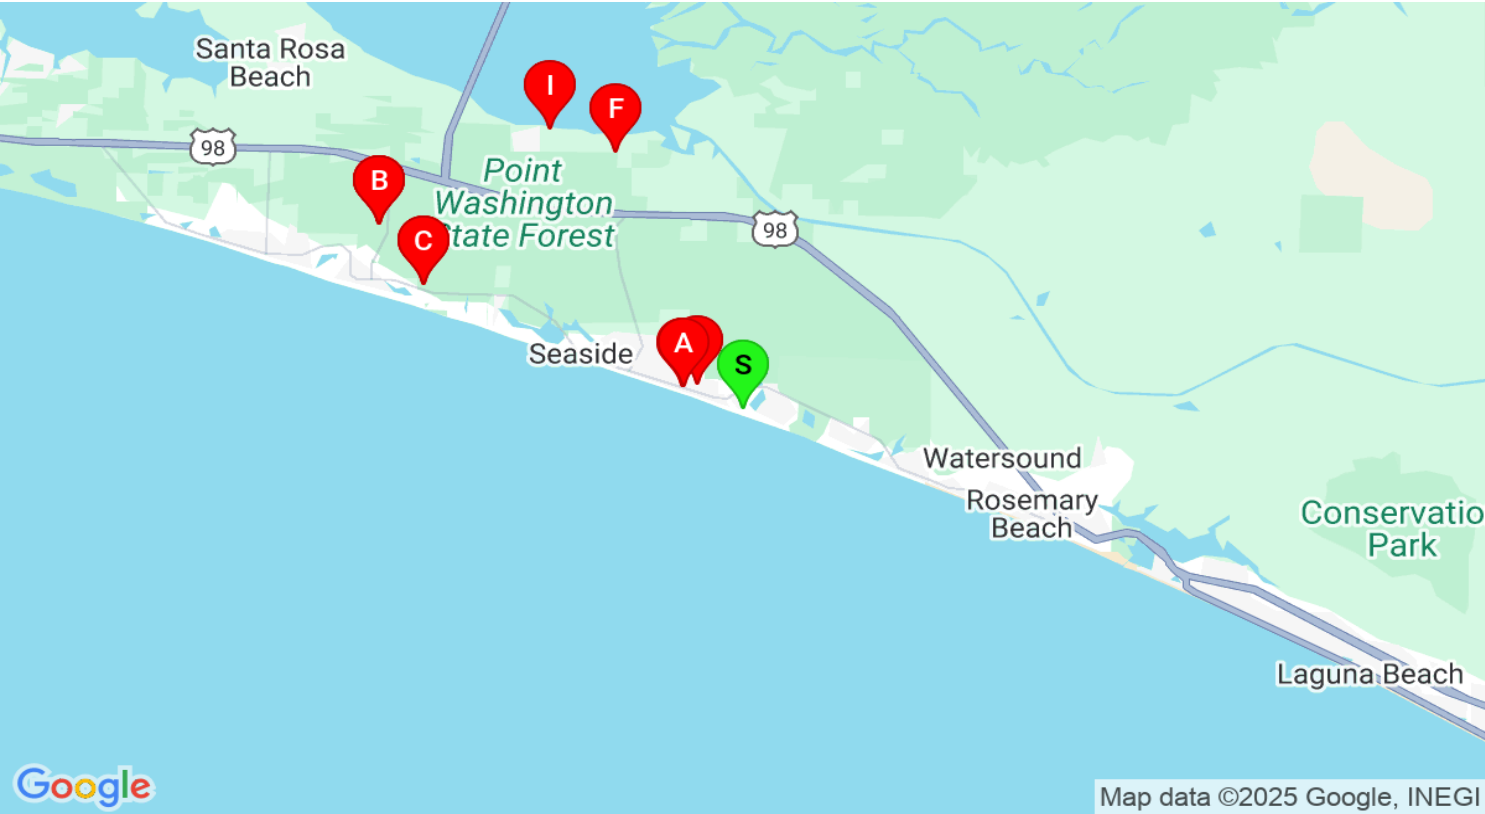 Santa Rosa
Beach
I
F
98
B
Point
Washington
State Forest
C
98
A
S
Seaside
Watersound
Rosemary
Beach
Conservatio
Park
Laguna Beach
Google
Map data ©2025 Google, INEGI